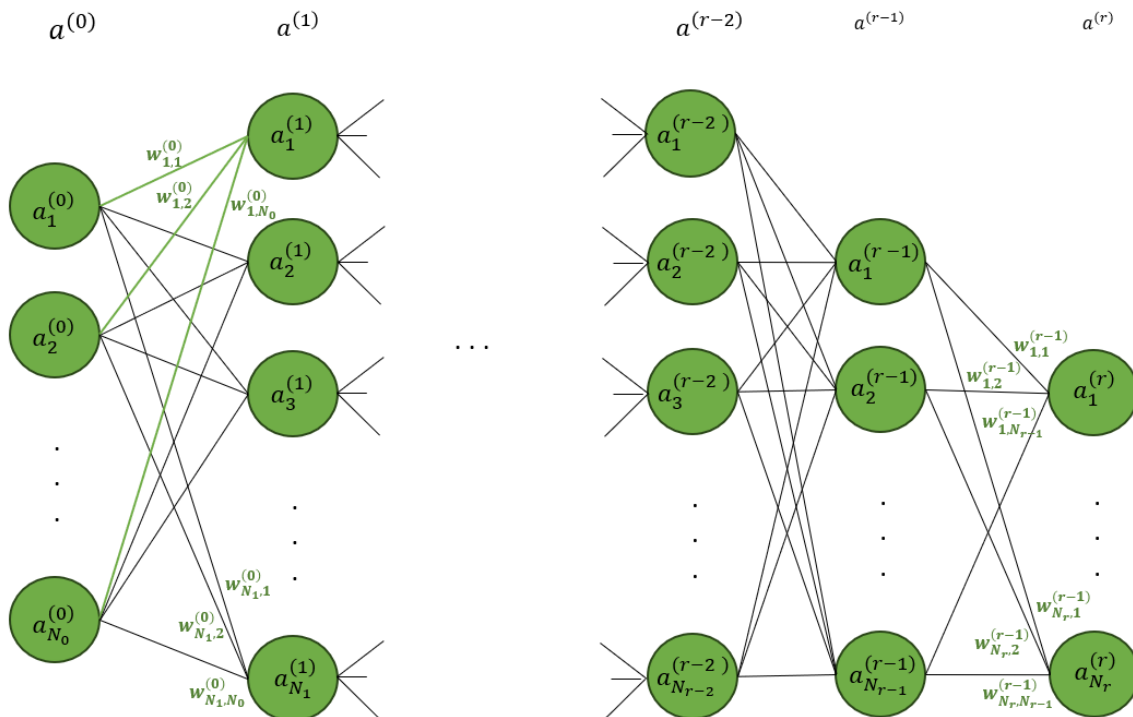 a^(0) a^(1) a^(r−2) a^(r−1) a^(r)
a_1^(1) a_1^(r−2)
w_{1,1}^(0)
w_{1,2}^(0) w_{1,N_0}^(0)
a_1^(0)
a_2^(1) a_2^(r−2) a_1^(r−1)
a_2^(0)
. . .
w_{1,1}^(r−1)
w_{1,2}^(r−1)
a_3^(1) a_3^(r−2) a_2^(r−1) a_1^(r)
w_{1,N_{r−1}}^(r−1)
.
.
.
w_{N_1,1}^(0)
w_{N_r,1}^(r−1)
a_{N_0}^(0) w_{N_1,2}^(0)
w_{N_r,2}^(r−1)
a_{N_1}^(1) a_{N_{r−2}}^(r−2) a_{N_{r−1}}^(r−1) a_{N_r}^(r)
w_{N_1,N_0}^(0) w_{N_r,N_{r−1}}^(r−1)